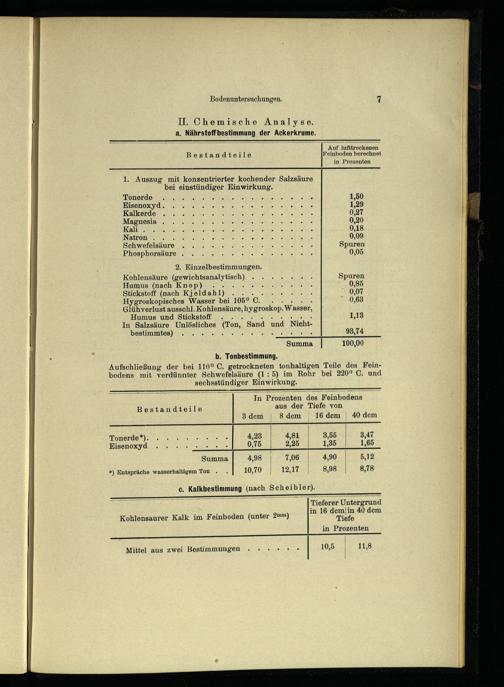 Bodenuntersuchungen. 7
II. Chemische Analyse.
a. Nährstoffbestimmung der Ackerkrume.
Bestandteile
Auf lufttrockenen
Feinboden berechnet
in Prozenten
1. Auszug mit konzentrierter kochender Salzsäure
bei einstündiger Einwirkung.
Tonerde . . . . . . . . . . . . . . . . 1,50
Eisenoxyd . . . . . . . . . . . . . . . . 1,29
Kalkerde . . . . . . . . . . . . . . . . 0,27
Magnesia . . . . . . . . . . . . . . . . 0,20
Kali . . . . . . . . . . . . . . . . 0,18
Natron . . . . . . . . . . . . . . . . 0,09
Schwefelsäure . . . . . . . . . . . . . . Spuren
Phosphorsäure . . . . . . . . . . . . . . 0,05
2. Einzelbestimmungen.
Kohlensäure (gewichtsanalytisch) . . . . . . . Spuren
Humus (nach Knop) . . . . . . . . . . 0,85
Stickstoff (nach Kjeldahl) . . . . . . . . . 0,07
Hygroskopisches Wasser bei 105° C. . . . . . . 0,63
Glühverlust ausschl. Kohlensäure, hygroskop. Wasser,
Humus und Stickstoff . . . . . . . . . . 1,13
In Salzsäure Unlösliches (Ton, Sand und Nicht-
bestimmtes) . . . . . . . . . . . . . . 93,74
Summa 100,00
b. Tonbestimmung.
Aufschließung der bei 110° C. getrockneten tonhaltigen Teile des Fein-
bodens mit verdünnter Schwefelsäure (1 : 5) im Rohr bei 220° C. und
sechsstündiger Einwirkung.
Bestandteile
In Prozenten des Feinbodens
aus der Tiefe von
3 dcm 8 dcm 16 dcm 40 dcm
Tonerde*) . . . . . . . . 4,23 4,81 3,55 3,47
Eisenoxyd . . . . . . . . 0,75 2,25 1,35 1,65
Summa 4,98 7,06 4,90 5,12
*) Entspräche wasserhaltigem Ton . . 10,70 12,17 8,98 8,78
c. Kalkbestimmung (nach Scheibler).
Kohlensaurer Kalk im Feinboden (unter 2mm)
Tieferer Untergrund
in 16 dcm in 40 dcm
Tiefe
in Prozenten
Mittel aus zwei Bestimmungen . . . . . . 10,5 11,8